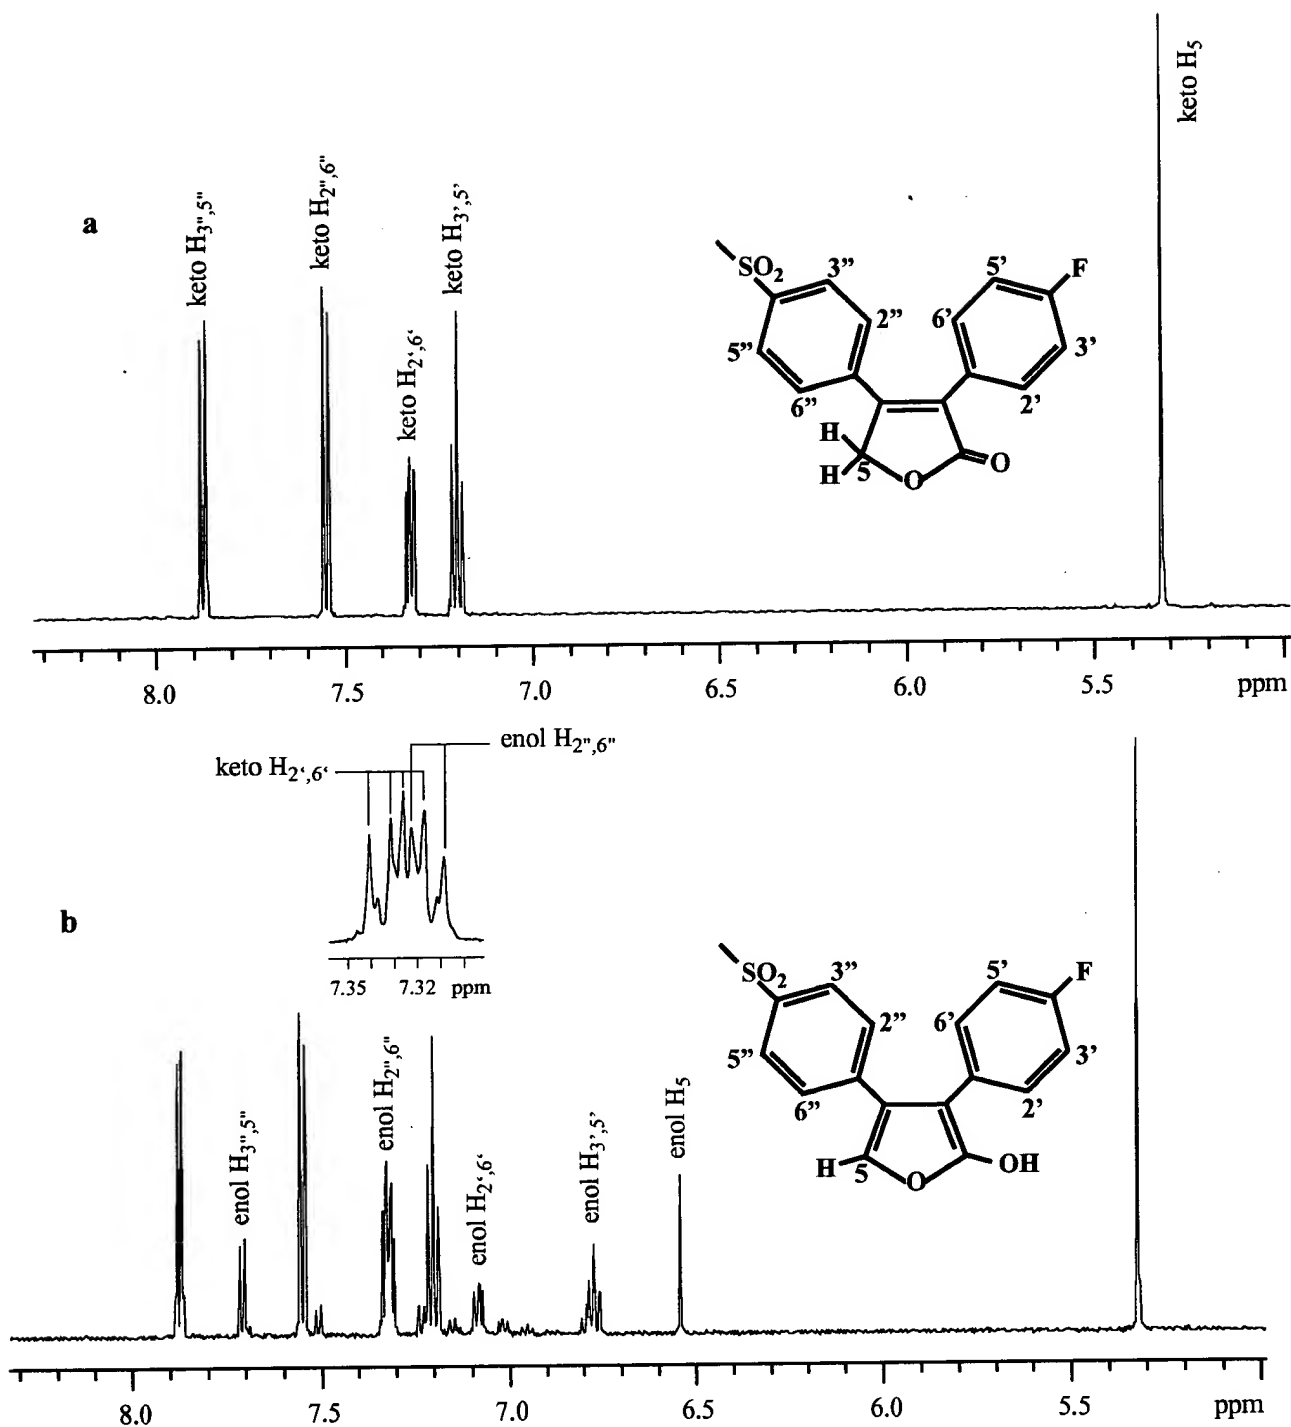 a
keto H3",5"
keto H2",6"
keto H2‘,6‘
keto H3’,5’
keto H5
SO2
3”
2”
5”
6”
5’
F
6’
3’
2’
H
H
5
O
O
8.0 7.5 7.0 6.5 6.0 5.5 ppm
b
keto H2‘,6‘
enol H2",6"
7.35 7.32 ppm
enol H3",5"
enol H2",6"
enol H2‘,6‘
enol H3’,5’
enol H5
SO2
3”
2”
5”
6”
5’
F
6’
3’
2’
H
5
O
OH
8.0 7.5 7.0 6.5 6.0 5.5 ppm